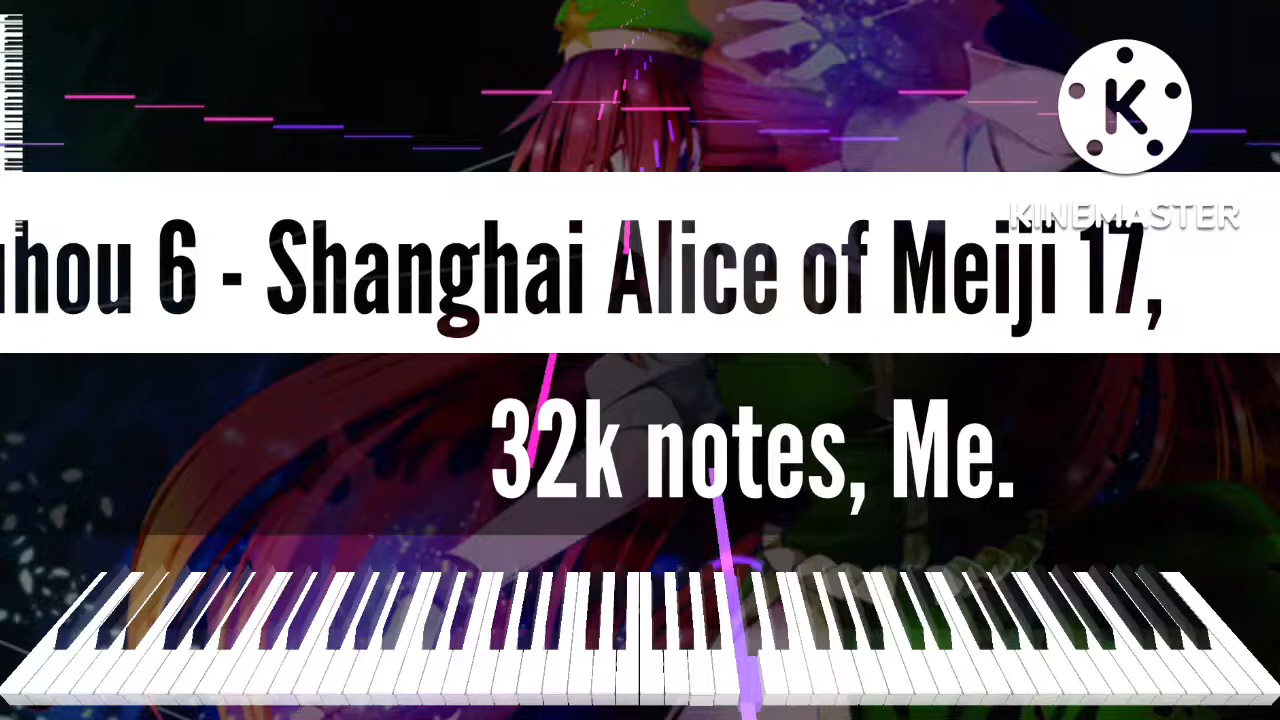 uhou 6 - Shanghai Alice of Meiji 17,
KINEMASTER
32k notes, Me.